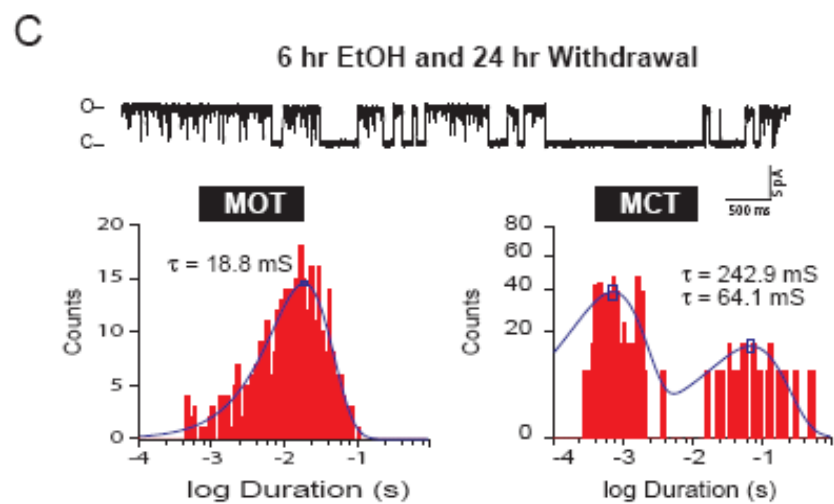 C
6 hr EtOH and 24 hr Withdrawal
O
C
5 pA
500 ms
MOT
MCT
20
15
10
5
0
Counts
τ = 18.8 mS
-4
-3
-2
-1
log Duration (s)
80
60
40
20
0
Counts
τ = 242.9 mS
τ = 64.1 mS
-4
-3
-2
-1
log Duration (s)